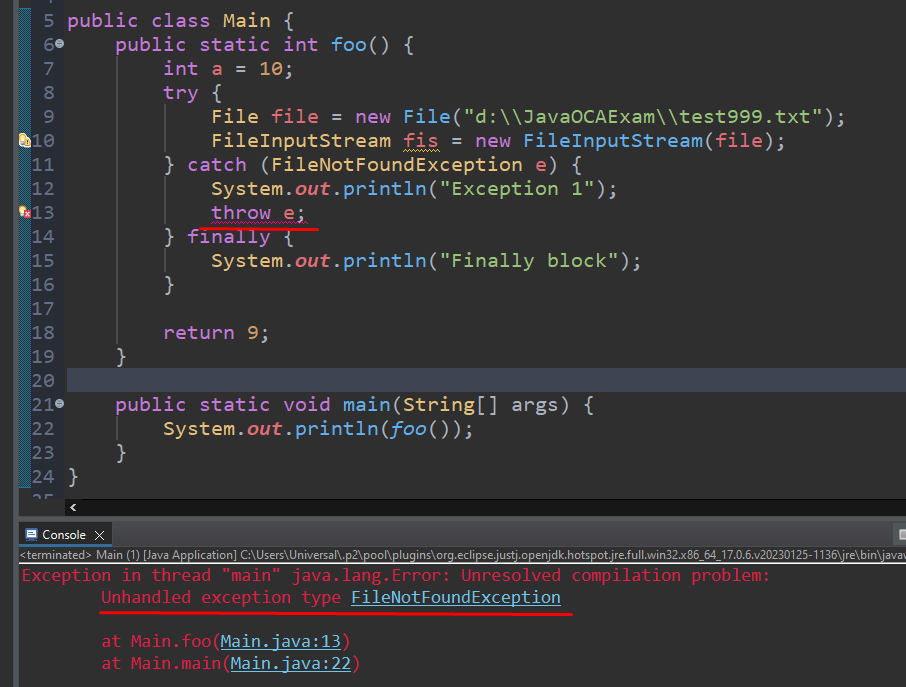 5 public class Main {
6 public static int foo() {
7 int a = 10;
8 try {
9 File file = new File("d:\\JavaOCAExam\\test999.txt");
10 FileInputStream fis = new FileInputStream(file);
11 } catch (FileNotFoundException e) {
12 System.out.println("Exception 1");
13 throw e;
14 } finally {
15 System.out.println("Finally block");
16 }
17
18 return 9;
19 }
20
21 public static void main(String[] args) {
22 System.out.println(foo());
23 }
24 }
25
Console
<terminated> Main (1) [Java Application] C:\Users\Universal\.p2\pool\plugins\org.eclipse.justj.openjdk.hotspot.jre.full.win32.x86_64_17.0.6.v20230125-1136\jre\bin\javaw
Exception in thread "main" java.lang.Error: Unresolved compilation problem:
Unhandled exception type FileNotFoundException
at Main.foo(Main.java:13)
at Main.main(Main.java:22)